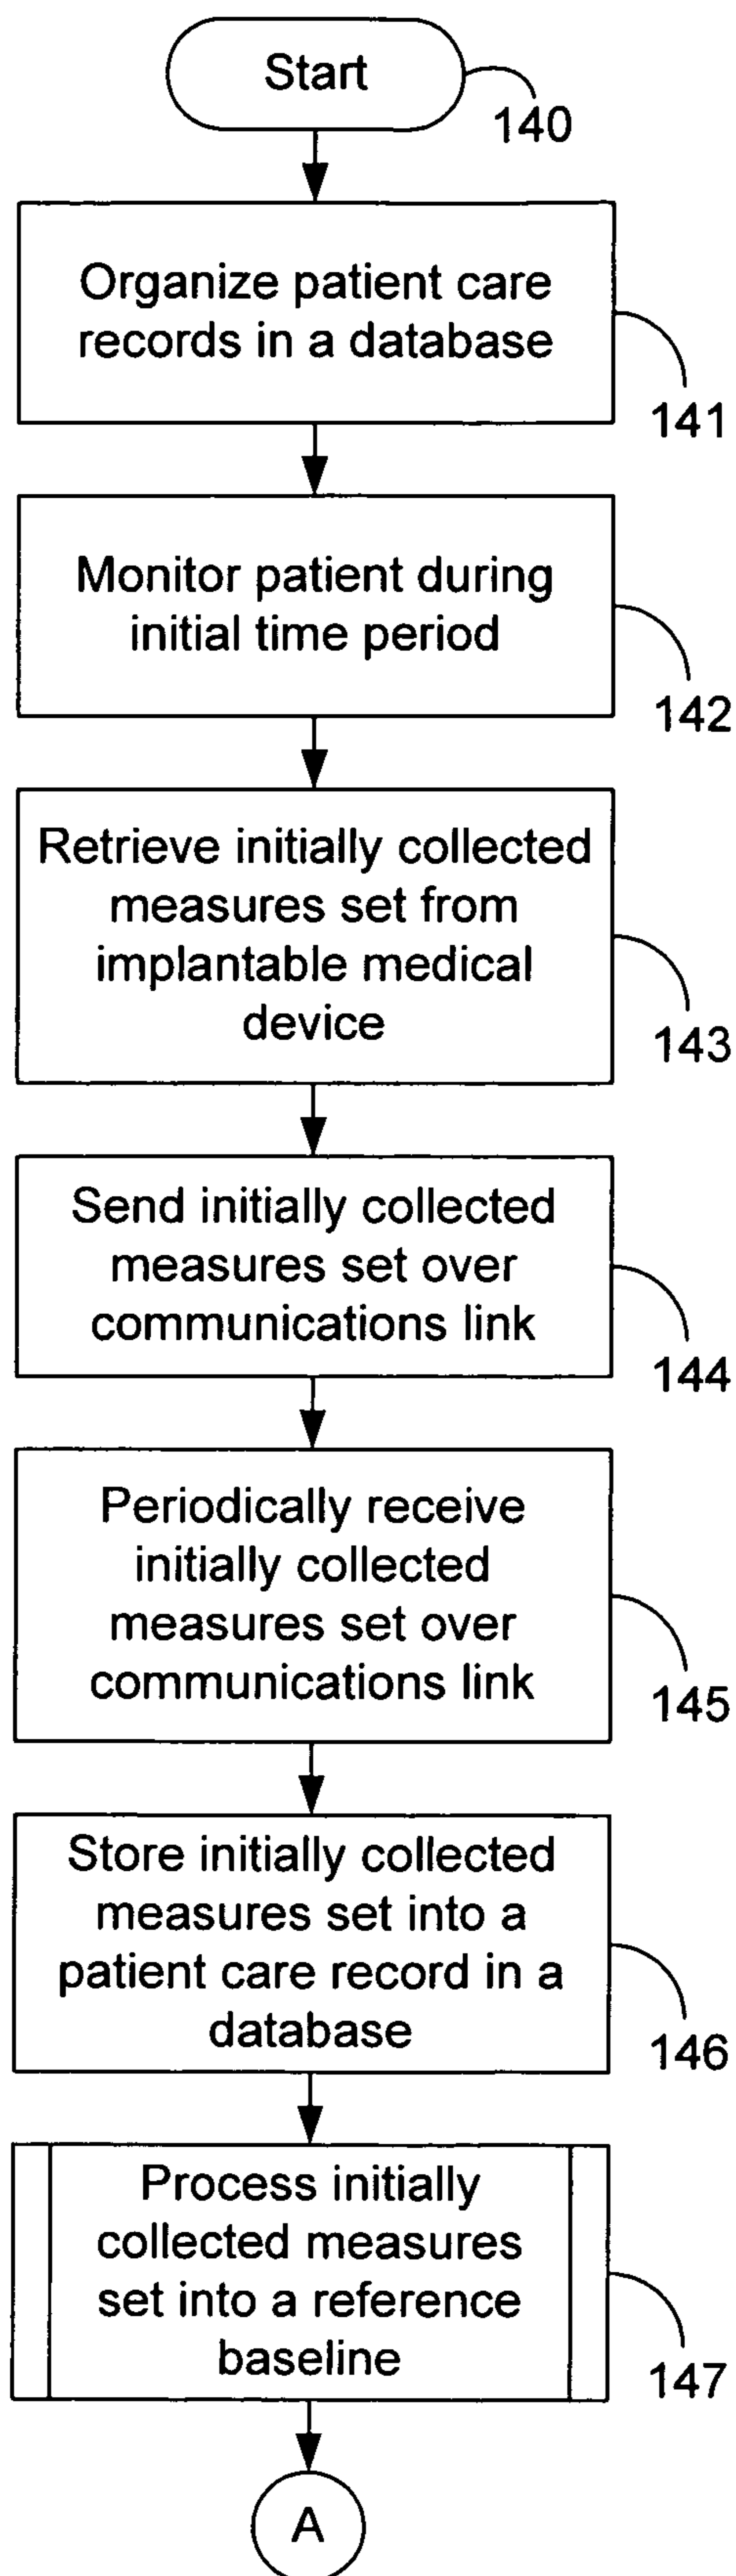 Start
140
Organize patient care
records in a database
141
Monitor patient during
initial time period
142
Retrieve initially collected
measures set from
implantable medical
device
143
Send initially collected
measures set over
communications link
144
Periodically receive
initially collected
measures set over
communications link
145
Store initially collected
measures set into a
patient care record in a
database
146
Process initially
collected measures
set into a reference
baseline
147
A